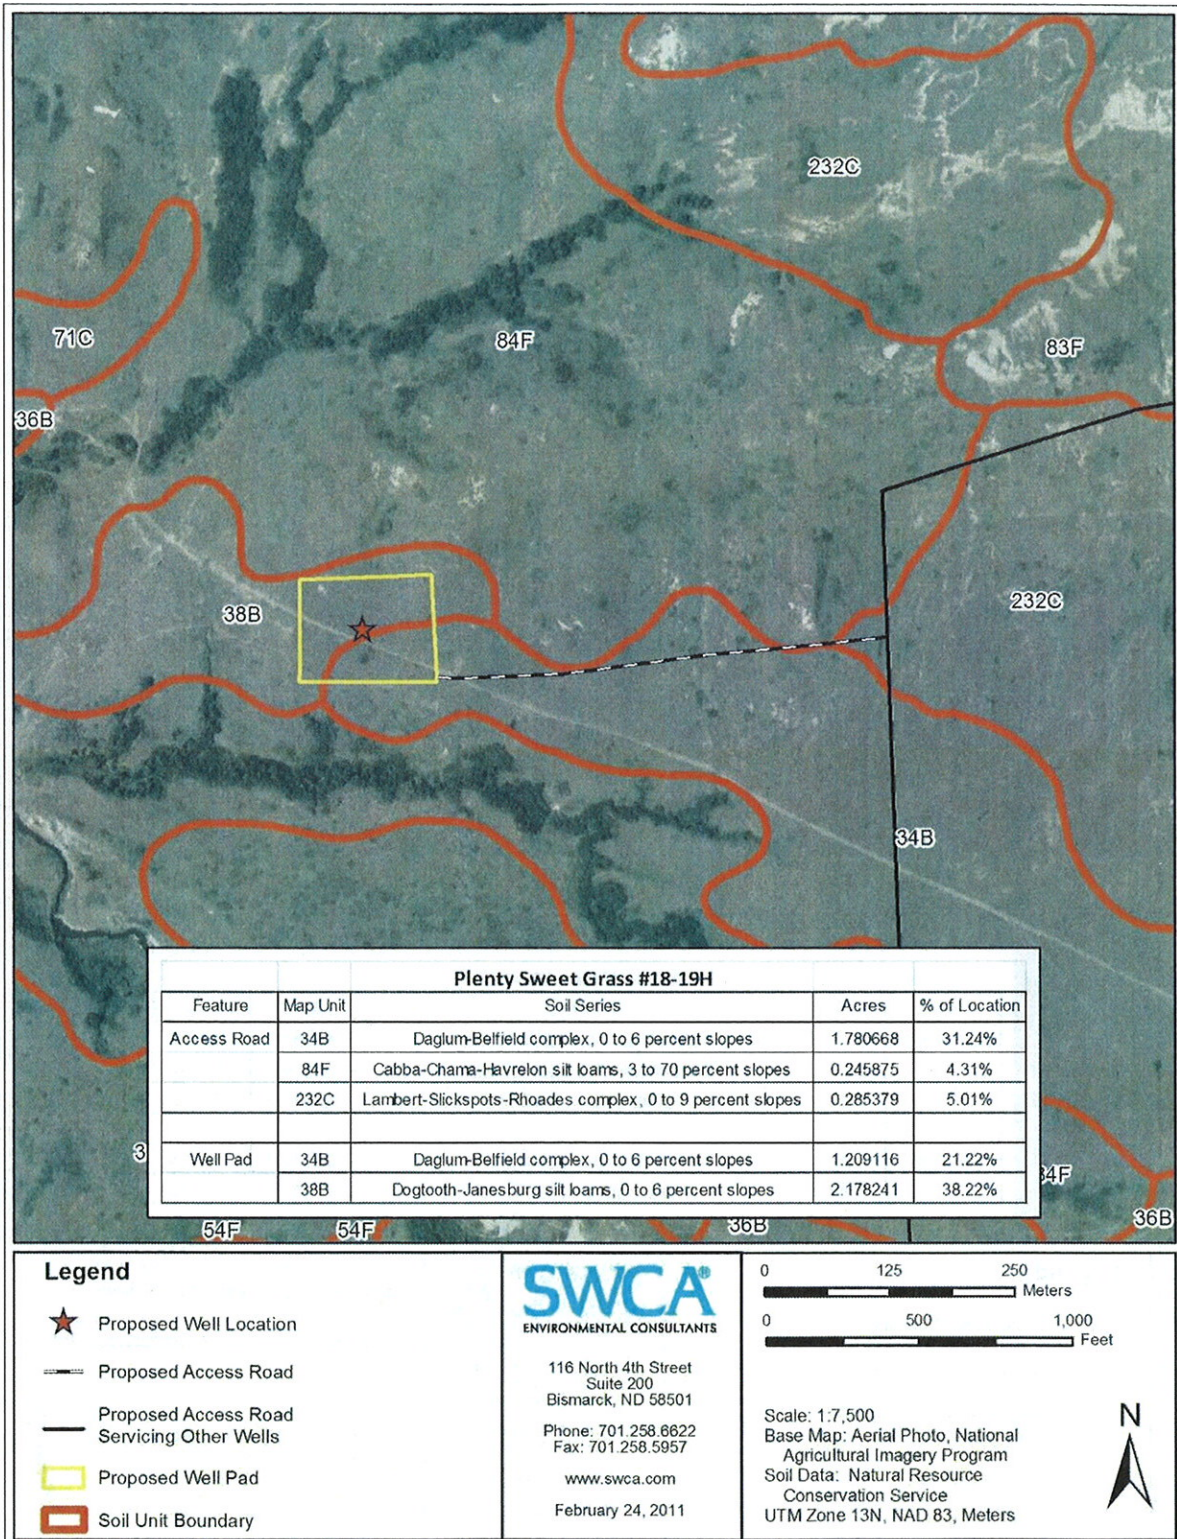 232C
71C
84F
83F
36B
38B
232C
34B
Plenty Sweet Grass #18-19H
Feature Map Unit Soil Series Acres % of Location
Access Road 34B Daglum-Belfield complex, 0 to 6 percent slopes 1.780668 31.24%
84F Cabba-Chama-Havrelon silt loams, 3 to 70 percent slopes 0.245875 4.31%
232C Lambert-Slickspots-Rhoades complex, 0 to 9 percent slopes 0.285379 5.01%
Well Pad 34B Daglum-Belfield complex, 0 to 6 percent slopes 1.209116 21.22%
38B Dogtooth-Janesburg silt loams, 0 to 6 percent slopes 2.178241 38.22%
54F
54F
36B
36B
Legend
Proposed Well Location
Proposed Access Road
Proposed Access Road
Servicing Other Wells
Proposed Well Pad
Soil Unit Boundary
SWCA®
ENVIRONMENTAL CONSULTANTS
116 North 4th Street
Suite 200
Bismarck, ND 58501
Phone: 701.258.6622
Fax: 701.258.5957
www.swca.com
February 24, 2011
0 125 250
Meters
0 500 1,000
Feet
Scale: 1:7,500
Base Map: Aerial Photo, National
Agricultural Imagery Program
Soil Data: Natural Resource
Conservation Service
UTM Zone 13N, NAD 83, Meters
N